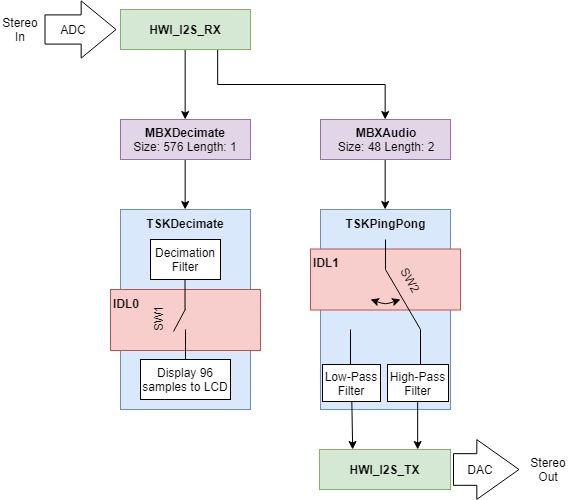 Stereo
In
ADC
HWI_I2S_RX
MBXDecimate
Size: 576 Length: 1
MBXAudio
Size: 48 Length: 2
TSKDecimate
Decimation
Filter
IDL0
SW1
Display 96
samples to LCD
TSKPingPong
IDL1
SW2
Low-Pass
Filter
High-Pass
Filter
HWI_I2S_TX
DAC
Stereo
Out